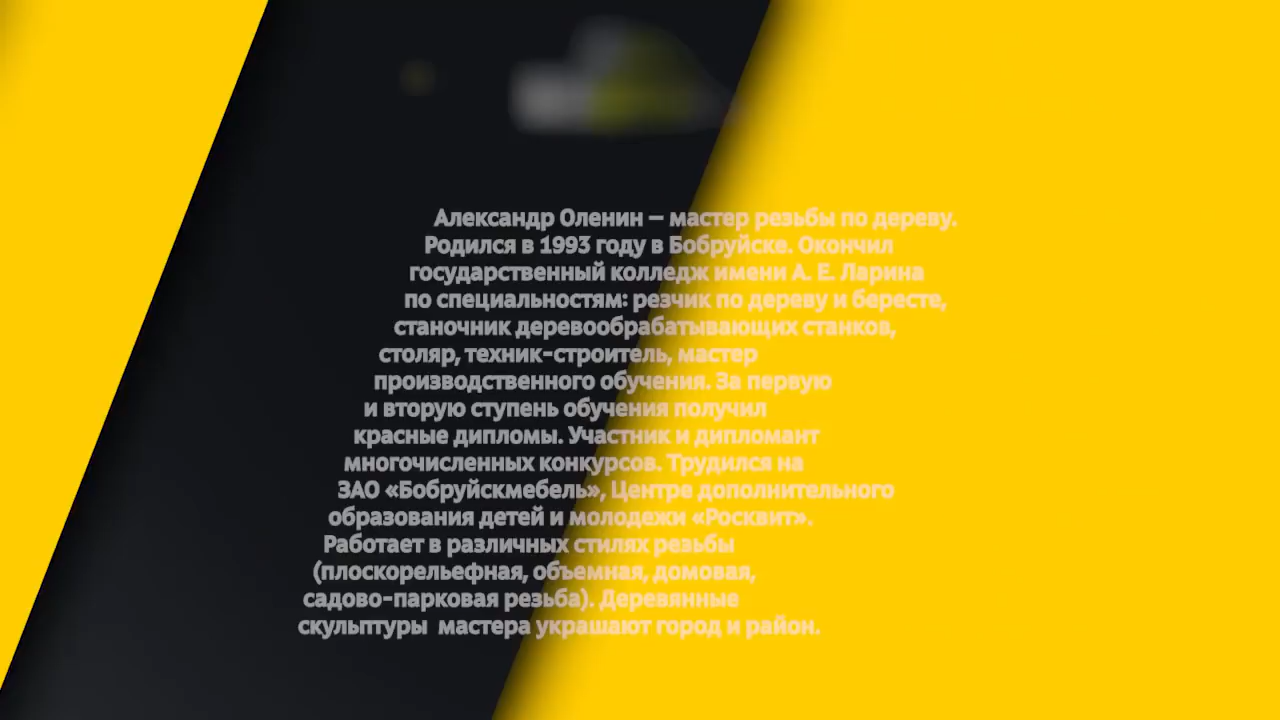 Александр Оленин – мастер резьбы по дереву.
Родился в 1993 году в Бобруйске. Окончил
государственный колледж имени А. Е. Ларина
по специальностям: резчик по дереву и бересте,
станочник деревообрабатывающих станков,
столяр, техник-строитель, мастер
производственного обучения. За первую
и вторую ступень обучения получил
красные дипломы. Участник и дипломант
многочисленных конкурсов. Трудился на
ЗАО «Бобруйскмебель», Центре дополнительного
образования детей и молодежи «Росквит».
Работает в различных стилях резьбы
(плоскорельефная, объемная, домовая,
садово-парковая резьба). Деревянные
скульптуры мастера украшают город и район.